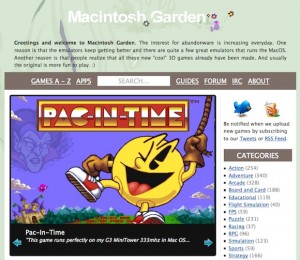 Macintosh Garden
Greetings and welcome to Macintosh Garden. The interest for abandonware is increasing everyday. One
reason is that the emulators keep getting better and there are quite a few great emulators that runs the MacOS.
Another reason is that people realize that all these new "cool" 3D games already have been made. And usually
the original is more fun to play. :)
GAMES A - Z APPS SEARCH... GUIDES FORUM IRC ABOUT
PAC-IN-TIME
Pac-In-Time
"This game runs perfectly on my G3 MiniTower 333mhz in Mac OS...
Be notified when we upload
new games by subscribing
to our Tweets or RSS Feed.
CATEGORIES
Action (254)
Adventure (340)
Arcade (328)
Board and Card (188)
Educational (119)
Flight Simulation (40)
FPS (59)
Puzzle (231)
Racing (37)
RPG (96)
Simulation (123)
Sports (59)
Strategy (166)